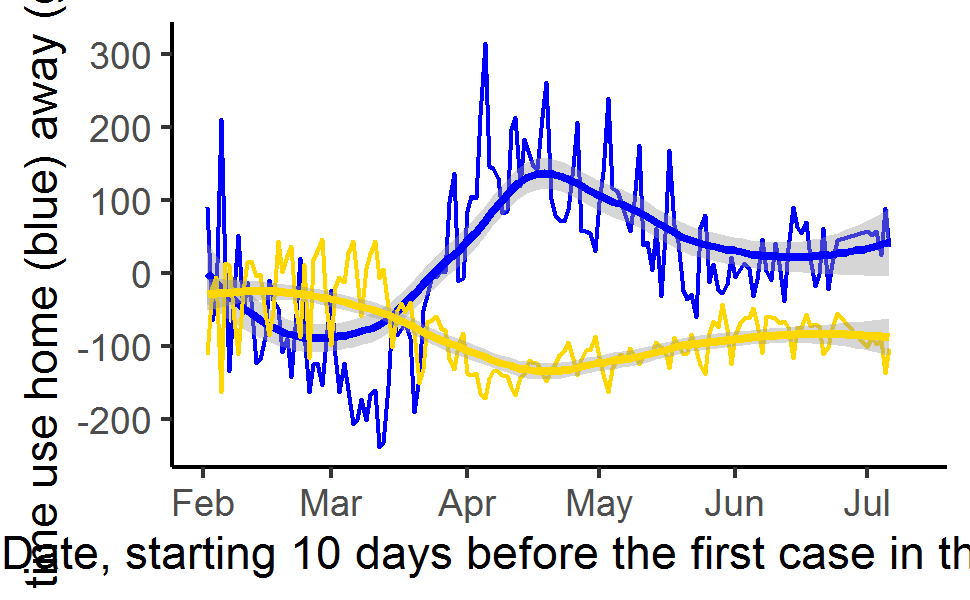 time use home (blue) away (
300
200
100
0
-100
-200
Feb Mar Apr May Jun Jul
Date, starting 10 days before the first case in th